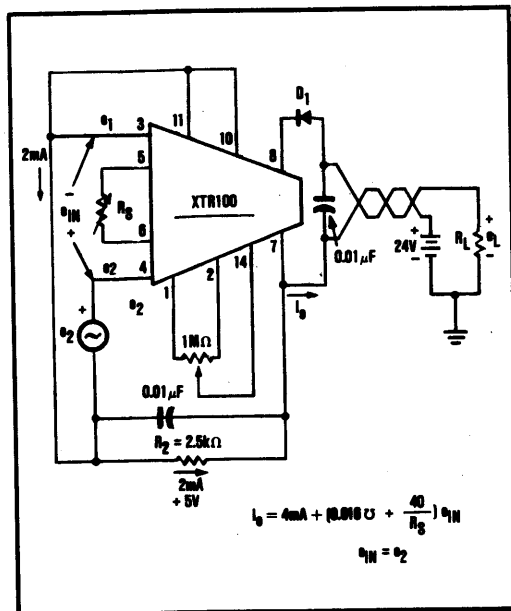 D1
e1
3
11
10
8
2mA
5
−
eIN
+
RS
XTR100
6
e2
4
e2
1
2
14
7
0.01μF
24V
+
−
RL
+
eL
−
+
e2
1MΩ
io
0.01μF
R2 = 2.5kΩ
2mA
+ 5V
io = 4mA + (0.016 ℧ + 40/RS) eIN
eIN = e2